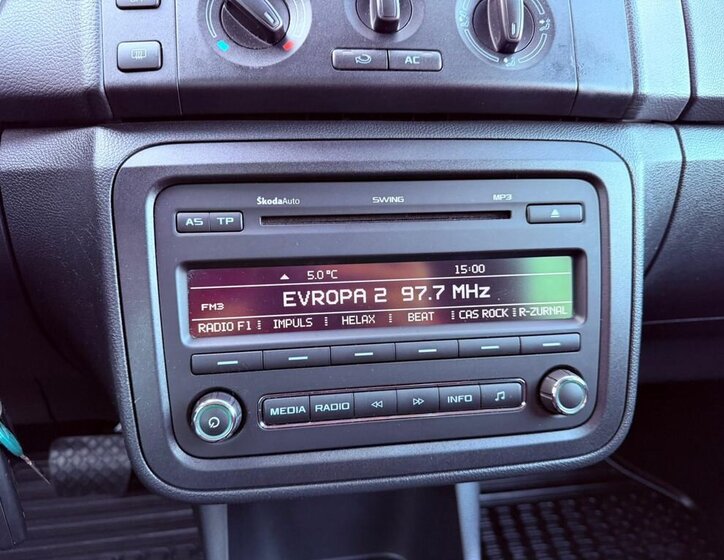 AC
ŠkodaAuto SWING MP3
AS TP
5.0°C 15:00
FM3 EVROPA 2 97.7 MHz
RADIO F1 IMPULS HELAX BEAT CAS ROCK R-ZURNAL
MEDIA RADIO INFO